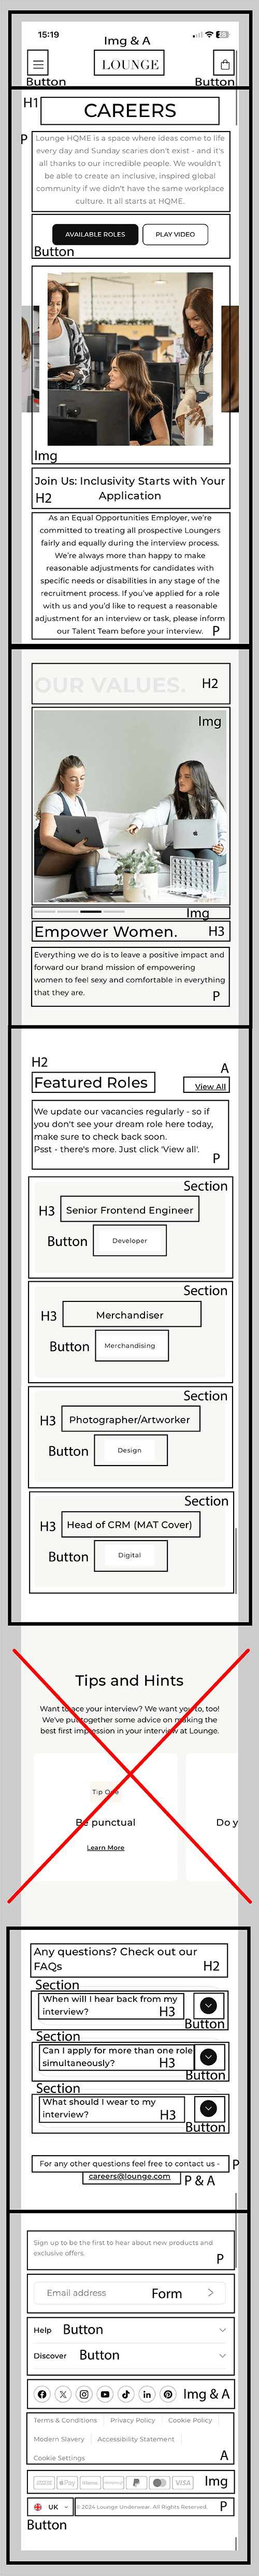 15:19
Img & A
28
LOUNGE
Button
Button
H1
CAREERS
P
Lounge HQME is a space where ideas come to life
every day and Sunday scaries don't exist - and it's
all thanks to our incredible people. We wouldn't
be able to create an inclusive, inspired global
community if we didn't have the same workplace
culture. It all starts at HQME.
AVAILABLE ROLES
PLAY VIDEO
Button
Img
Join Us: Inclusivity Starts with Your
H2
Application
As an Equal Opportunities Employer, we're
committed to treating all prospective Loungers
fairly and equally during the interview process.
We're always more than happy to make
reasonable adjustments for candidates with
specific needs or disabilities in any stage of the
recruitment process. If you've applied for a role
with us and you'd like to request a reasonable
adjustment for an interview or task, please inform
our Talent Team before your interview.
P
OUR VALUES.
H2
Img
Img
Empower Women.
H3
Everything we do is to leave a positive impact and
forward our brand mission of empowering
women to feel sexy and comfortable in everything
that they are.
P
H2
A
Featured Roles
View All
We update our vacancies regularly - so if
you don't see your dream role here today,
make sure to check back soon.
Psst - there's more. Just click 'View all'.
P
Section
H3
Senior Frontend Engineer
Button
Developer
Section
H3
Merchandiser
Button
Merchandising
Section
H3
Photographer/Artworker
Button
Design
Section
H3
Head of CRM (MAT Cover)
Button
Digital
Tips and Hints
Want to ace your interview? We want you to, too!
We've put together some advice on making the
best first impression in your interview at Lounge.
Tip One
Be punctual
Do y
Learn More
Any questions? Check out our
FAQs
H2
Section
When will I hear back from my
interview?
H3
Button
Section
Can I apply for more than one role
simultaneously?
H3
Button
Section
What should I wear to my
interview?
H3
Button
For any other questions feel free to contact us -
P
careers@lounge.com
P & A
Sign up to be the first to hear about new products and
exclusive offers.
P
Email address
Form
Help
Button
Discover
Button
Img & A
Terms & Conditions
Privacy Policy
Cookie Policy
Modern Slavery
Accessibility Statement
Cookie Settings
A
Pay
Klarna
VISA
Img
UK
© 2024 Lounge Underwear. All Rights Reserved.
P
Button